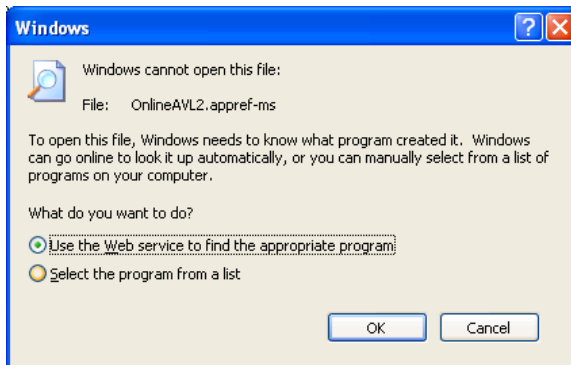 Windows
Windows cannot open this file:
File: OnlineAVL2.appref-ms
To open this file, Windows needs to know what program created it. Windows
can go online to look it up automatically, or you can manually select from a list of
programs on your computer.
What do you want to do?
Use the Web service to find the appropriate program
Select the program from a list
OK Cancel